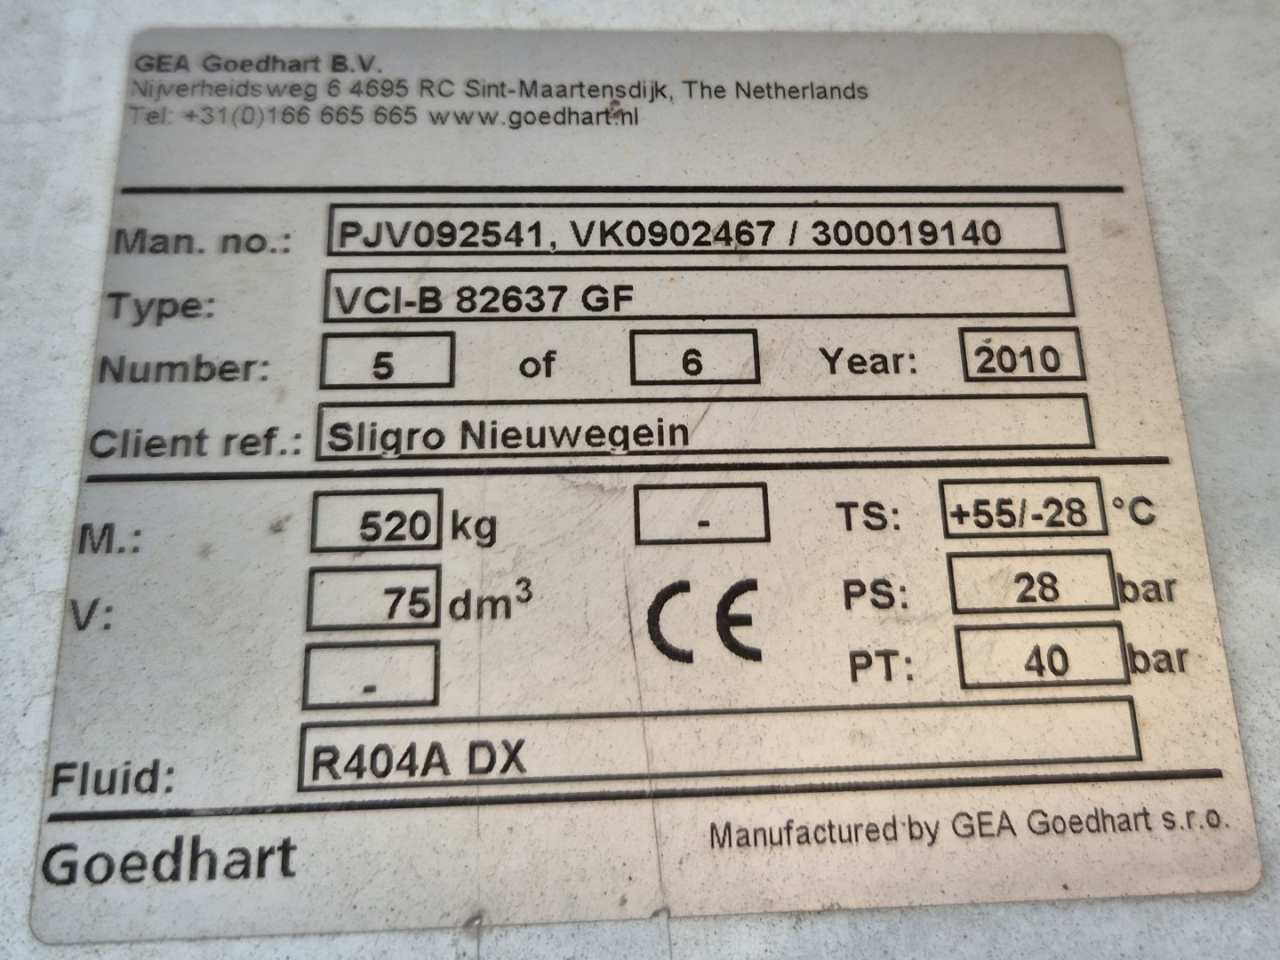 GEA Goedhart B.V.
Nijverheidsweg 6 4695 RC Sint-Maartensdijk, The Netherlands
Tel: +31(0)166 665 665 www.goedhart.nl
Man. no.: PJV092541, VK0902467 / 300019140
Type: VCI-B 82637 GF
Number: 5 of 6 Year: 2010
Client ref.: Sligro Nieuwegein
M.: 520 kg - TS: +55/-28 °C
V: 75 dm³ CE PS: 28 bar
- PT: 40 bar
Fluid: R404A DX
Goedhart Manufactured by GEA Goedhart s.r.o.